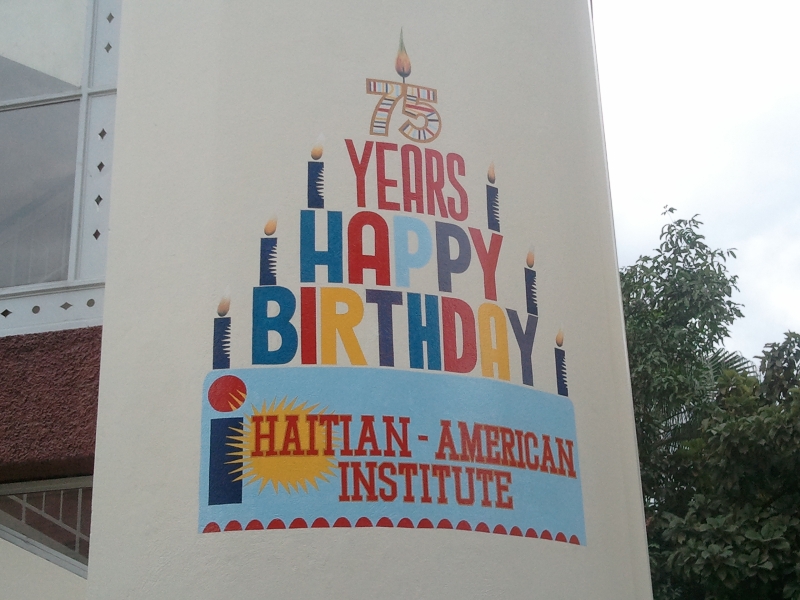 75
YEARS
HAPPY
BIRTHDAY
HAITIAN - AMERICAN
INSTITUTE